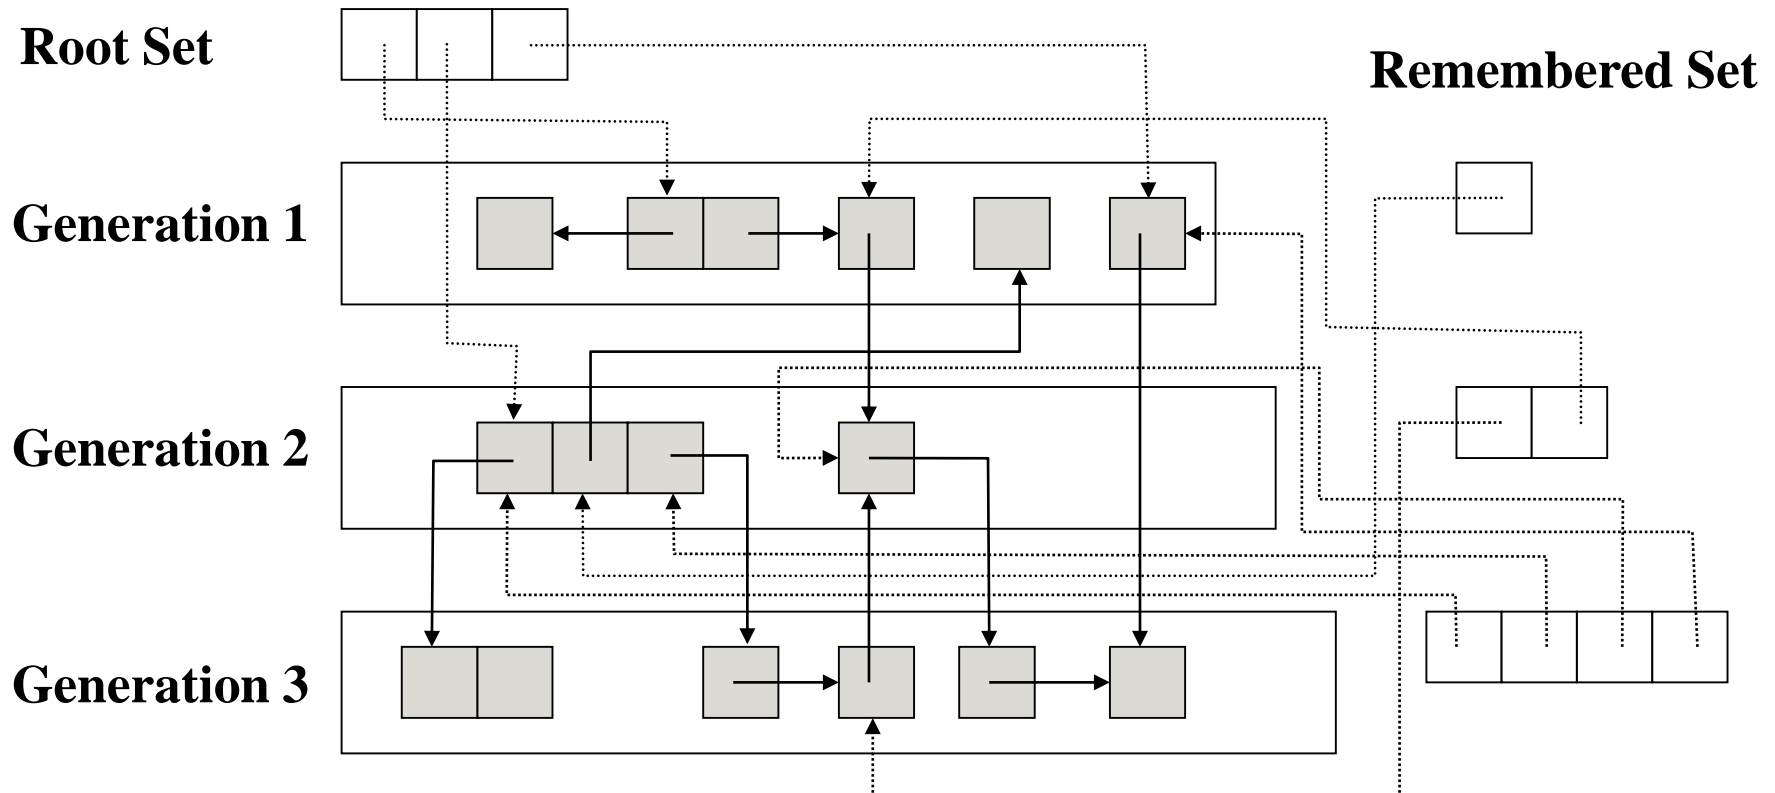 Root Set
Remembered Set
Generation 1
Generation 2
Generation 3